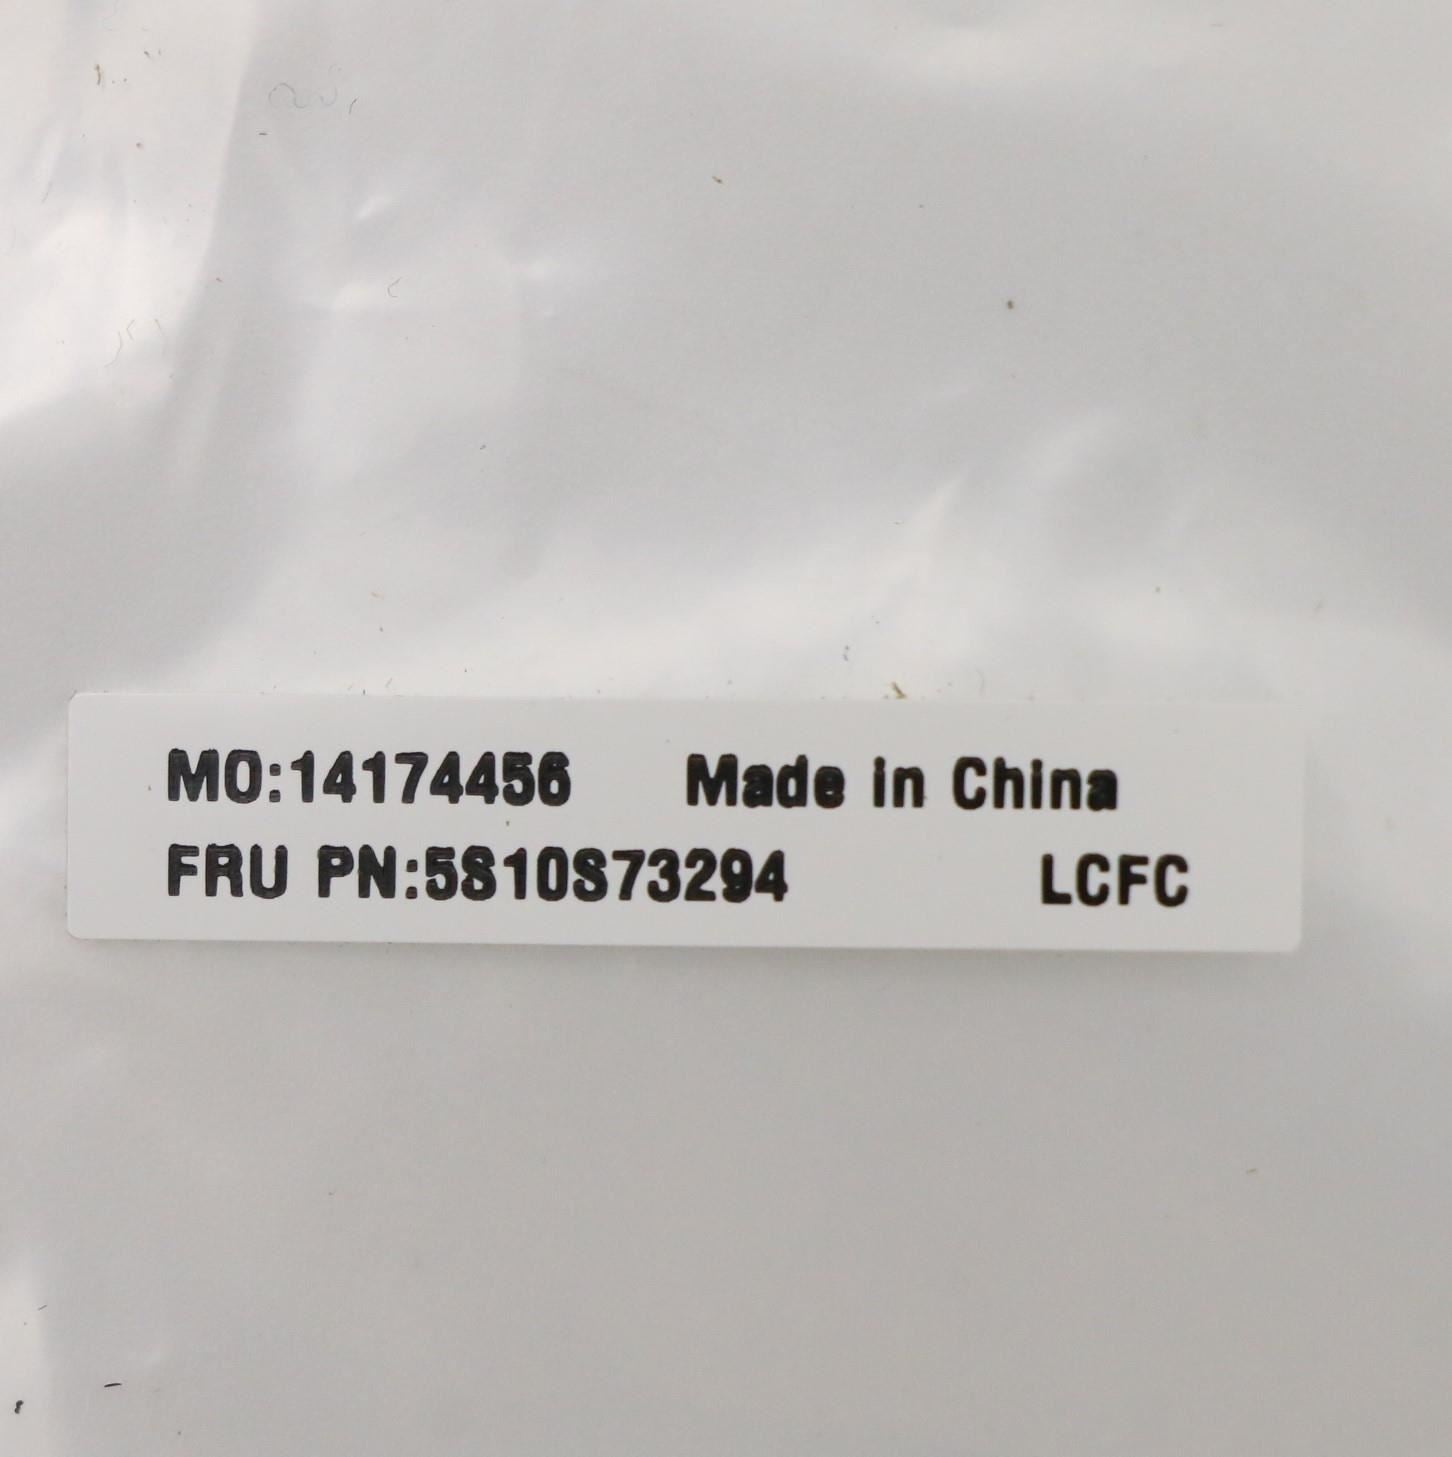 MO:14174456 Made in China
FRU PN:5S10S73294 LCFC